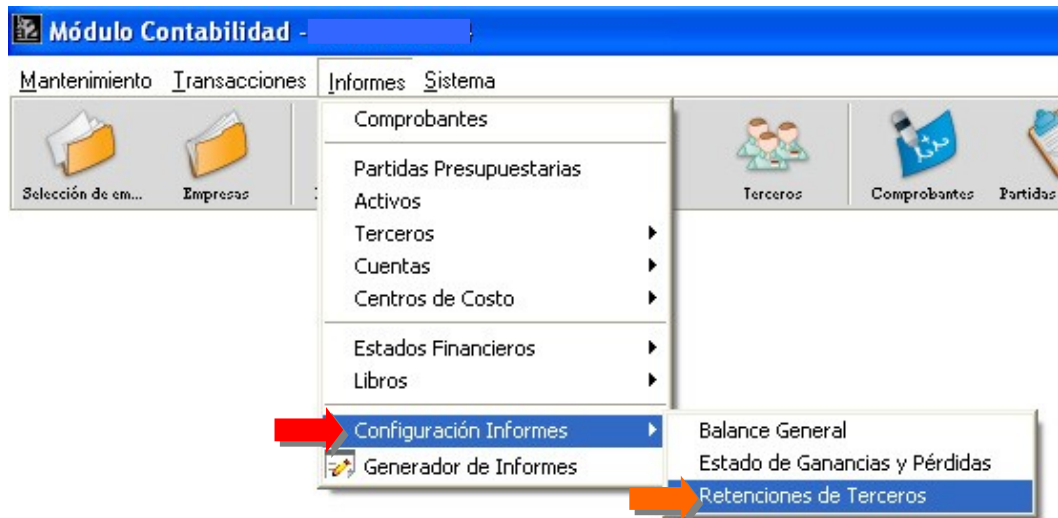 Módulo Contabilidad -
Mantenimiento Transacciones Informes Sistema
Selección de em... Empresas Terceros Comprobantes Partidas
Comprobantes
Partidas Presupuestarias
Activos
Terceros
Cuentas
Centros de Costo
Estados Financieros
Libros
Configuración Informes
Generador de Informes
Balance General
Estado de Ganancias y Pérdidas
Retenciones de Terceros